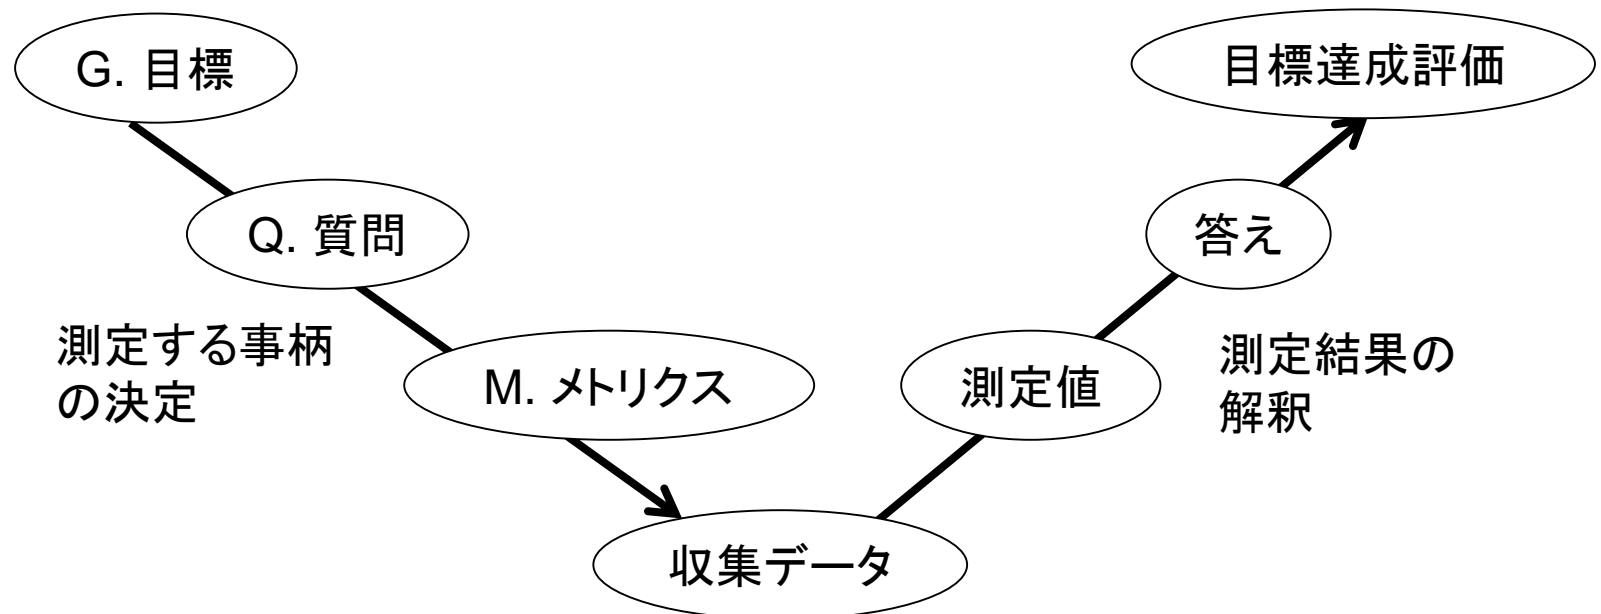 G. 目標
目標達成評価
Q. 質問
答え
測定する事柄
の決定
M. メトリクス
測定値
測定結果の
解釈
収集データ